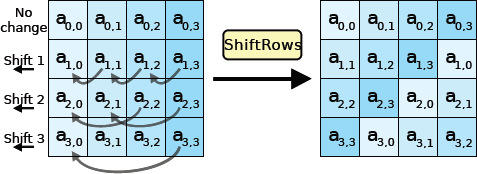 No change a0,0 a0,1 a0,2 a0,3
Shift 1 a1,0 a1,1 a1,2 a1,3
Shift 2 a2,0 a2,1 a2,2 a2,3
Shift 3 a3,0 a3,1 a3,2 a3,3
ShiftRows
a0,0 a0,1 a0,2 a0,3
a1,1 a1,2 a1,3 a1,0
a2,2 a2,3 a2,0 a2,1
a3,3 a3,0 a3,1 a3,2